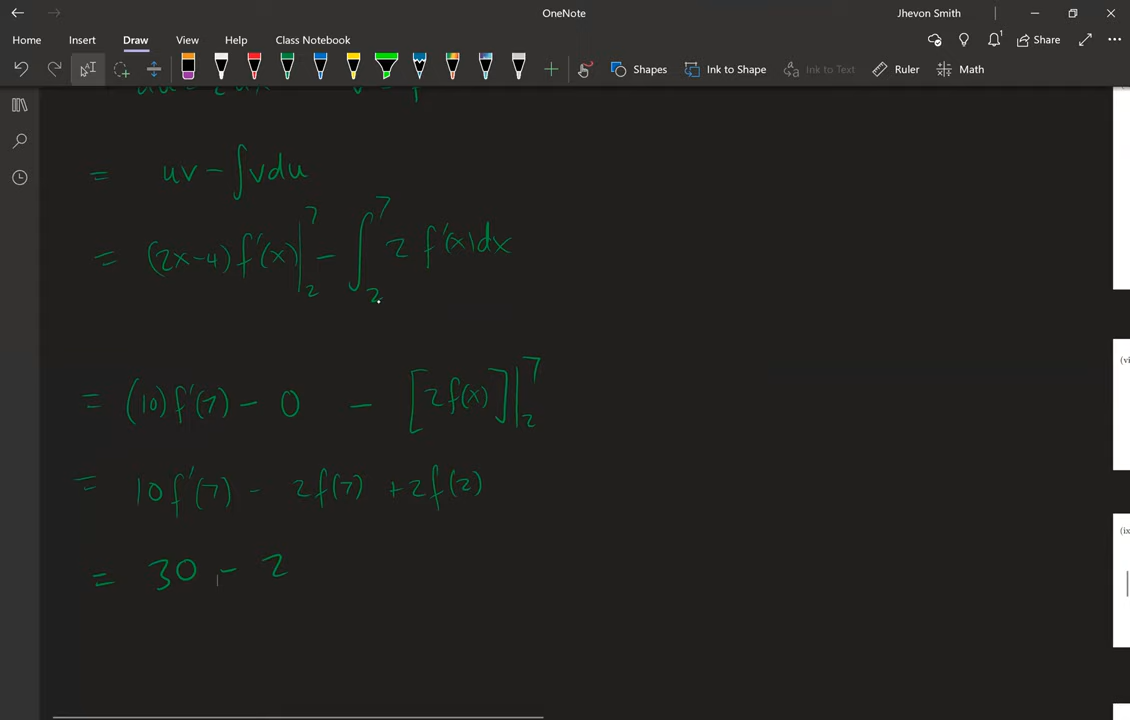 OneNote
Jhevon Smith
Home Insert Draw View Help Class Notebook
Share
Shapes Ink to Shape Ink to Text Ruler Math
= uv - ∫vdu
= (2x-4) f'(x)|₂⁷ - ∫₂⁷ 2 f'(x)dx
= (10)f'(7) - 0 - [2f(x)]|₂⁷
= 10f'(7) - 2f(7) + 2f(2)
= 30 - 2
(vi
(ix